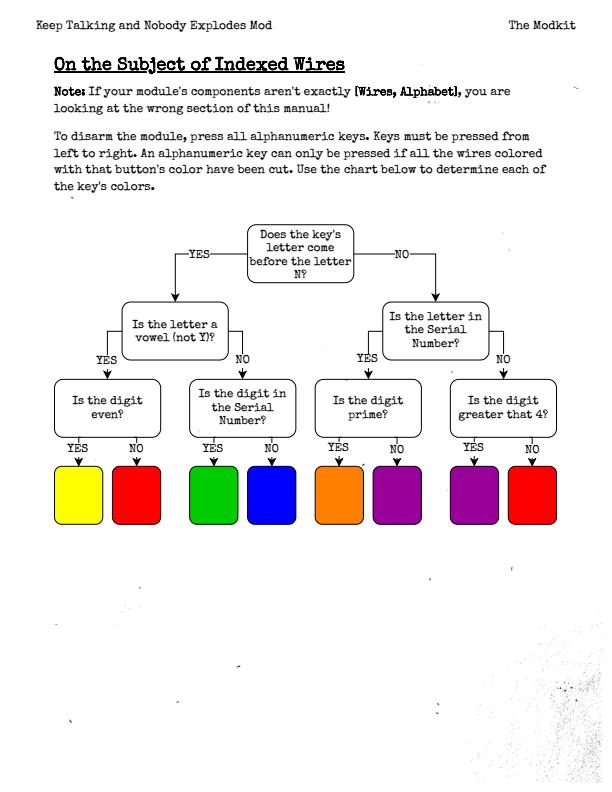 Keep Talking and Nobody Explodes Mod
The Modkit
On the Subject of Indexed Wires
Note: If your module's components aren't exactly [Wires, Alphabet], you are
looking at the wrong section of this manual!
To disarm the module, press all alphanumeric keys. Keys must be pressed from
left to right. An alphanumeric key can only be pressed if all the wires colored
with that button's color have been cut. Use the chart below to determine each of
the key's colors.
Does the key's
letter come
before the letter
N?
YES
NO
Is the letter a
vowel (not Y)?
Is the letter in
the Serial
Number?
YES
NO
YES
NO
Is the digit
even?
Is the digit in
the Serial
Number?
Is the digit
prime?
Is the digit
greater that 4?
YES
NO
YES
NO
YES
NO
YES
NO